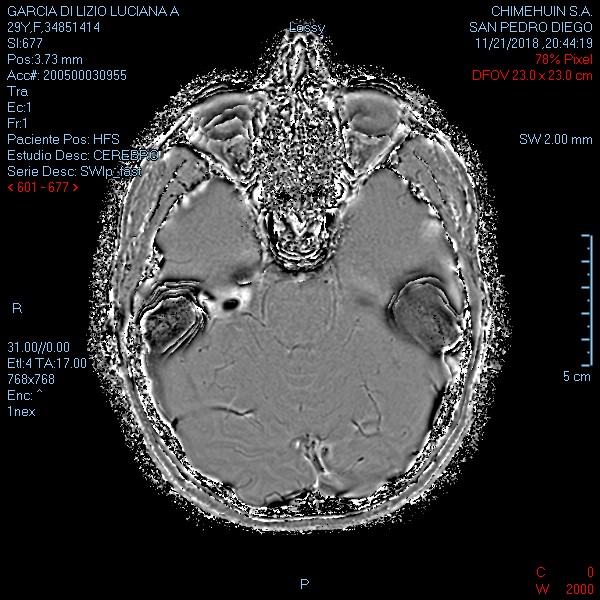 GARCIA DI LIZIO LUCIANA A
29Y,F,34851414
Sl:677
Pos:3.73 mm
Acc#: 200500030955
Tra
Ec:1
Fr:1
Paciente Pos: HFS
Estudio Desc: CEREBRO
Serie Desc: SWIp_fast
< 601 - 677 >
Lossy
CHIMEHUIN S.A.
SAN PEDRO DIEGO
11/21/2018 ,20:44:19
78% Pixel
DFOV 23.0 x 23.0 cm
SW 2.00 mm
R
31.00//0.00
Etl:4 TA:17.00
768x768
Enc: ^
1nex
5 cm
P
C 0
W 2000